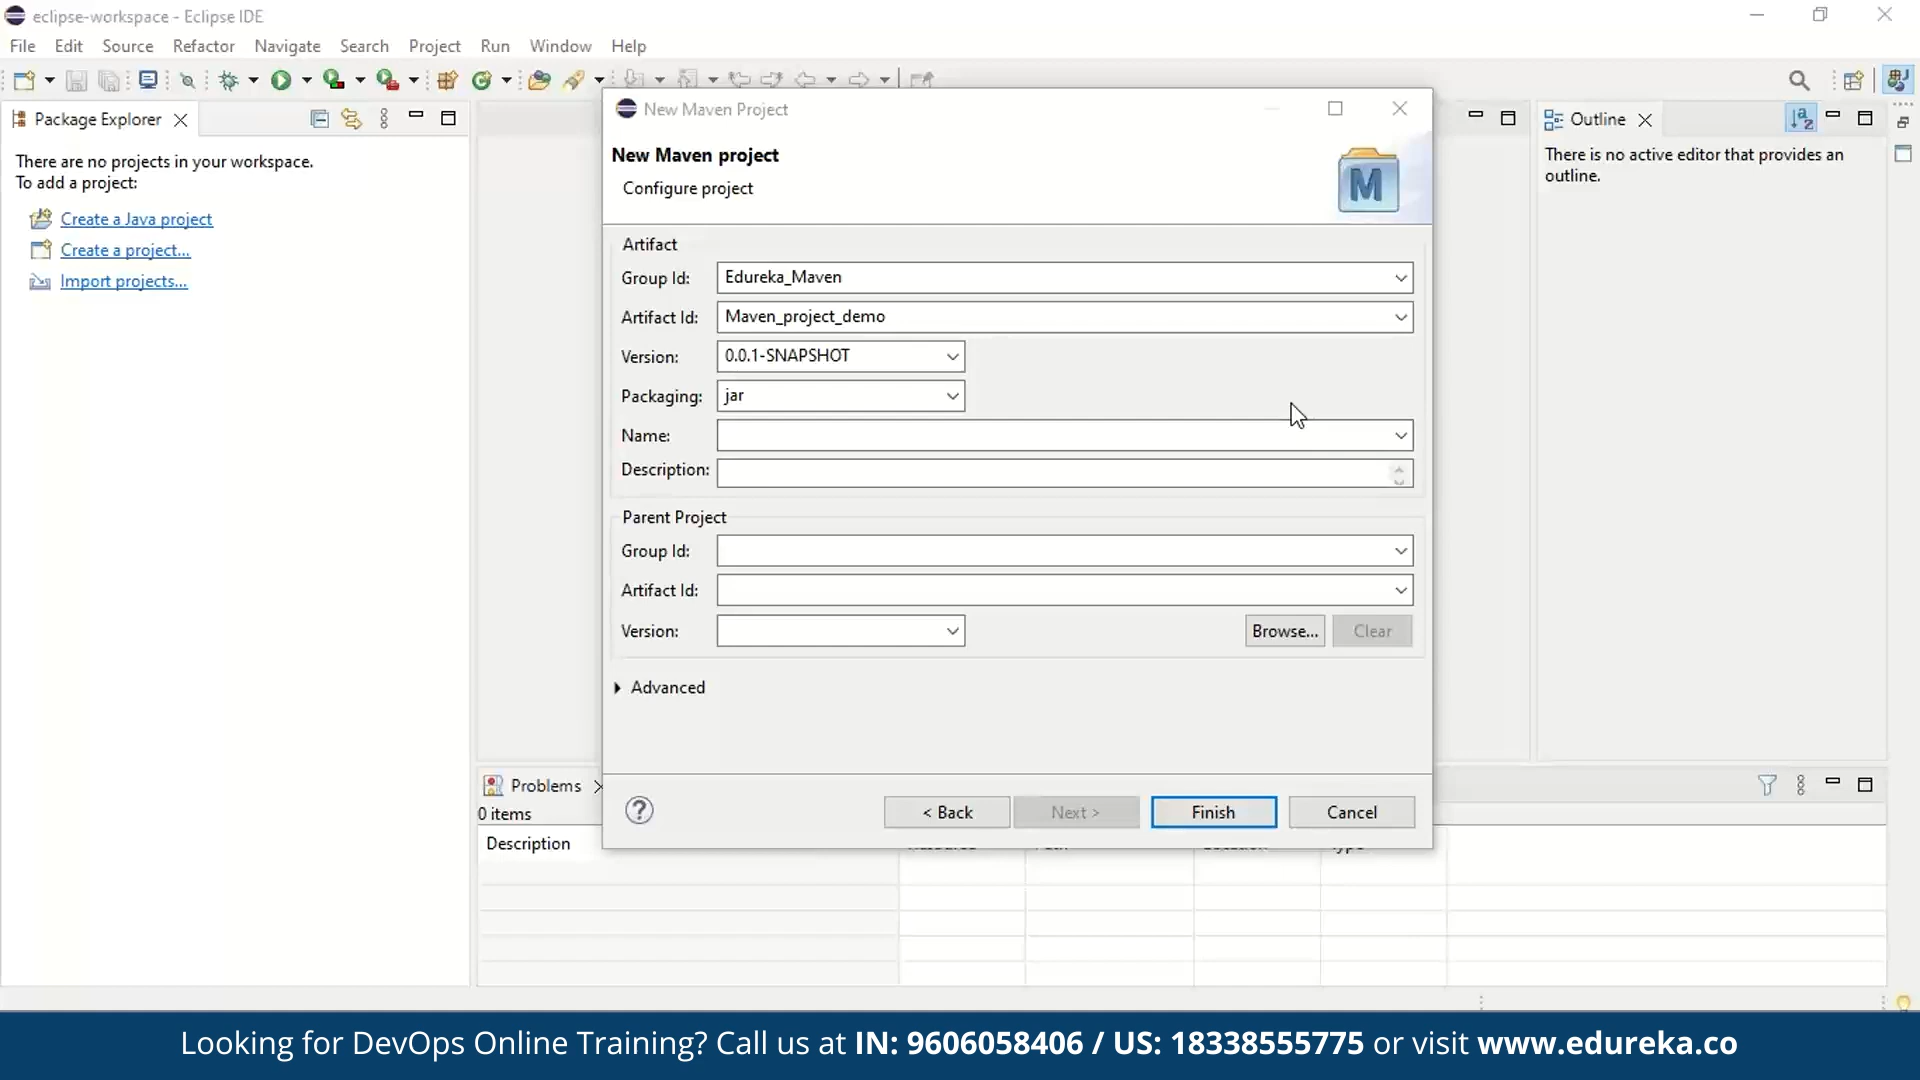 eclipse-workspace - Eclipse IDE
File Edit Source Refactor Navigate Search Project Run Window Help
Package Explorer
There are no projects in your workspace.
To add a project:
Create a Java project
Create a project...
Import projects...
New Maven Project
New Maven project
Configure project
M
Artifact
Group Id: Edureka_Maven
Artifact Id: Maven_project_demo
Version: 0.0.1-SNAPSHOT
Packaging: jar
Name:
Description:
Parent Project
Group Id:
Artifact Id:
Version:
Browse... Clear
Advanced
< Back Next > Finish Cancel
Outline
There is no active editor that provides an
outline.
Problems
0 items
Description
Looking for DevOps Online Training? Call us at IN: 9606058406 / US: 18338555775 or visit www.edureka.co